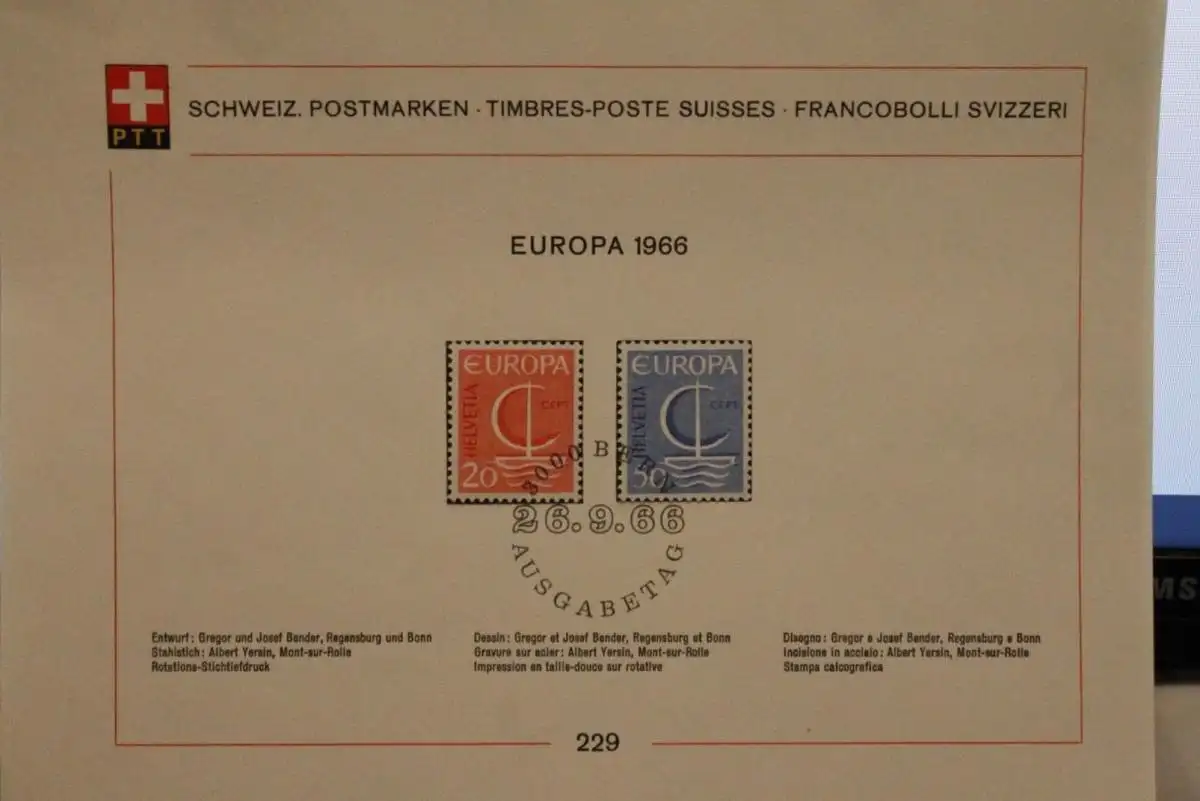 PTT
SCHWEIZ. POSTMARKEN · TIMBRES-POSTE SUISSES · FRANCOBOLLI SVIZZERI
EUROPA 1966
EUROPA
HELVETIA
CEPT
20
EUROPA
HELVETIA
CEPT
50
3000 BERN
26.9.66
AUSGABETAG
Entwurf: Gregor und Josef Bender, Regensburg und Bonn
Stahlstich: Albert Yersin, Mont-sur-Rolle
Rotations-Stichtiefdruck
Dessin: Gregor et Josef Bender, Regensburg et Bonn
Gravure sur acier: Albert Yersin, Mont-sur-Rolle
Impression en taille-douce sur rotative
Disegno: Gregor e Josef Bender, Regensburg e Bonn
Incisione in acciaio: Albert Yersin, Mont-sur-Rolle
Stampa calcografica
229